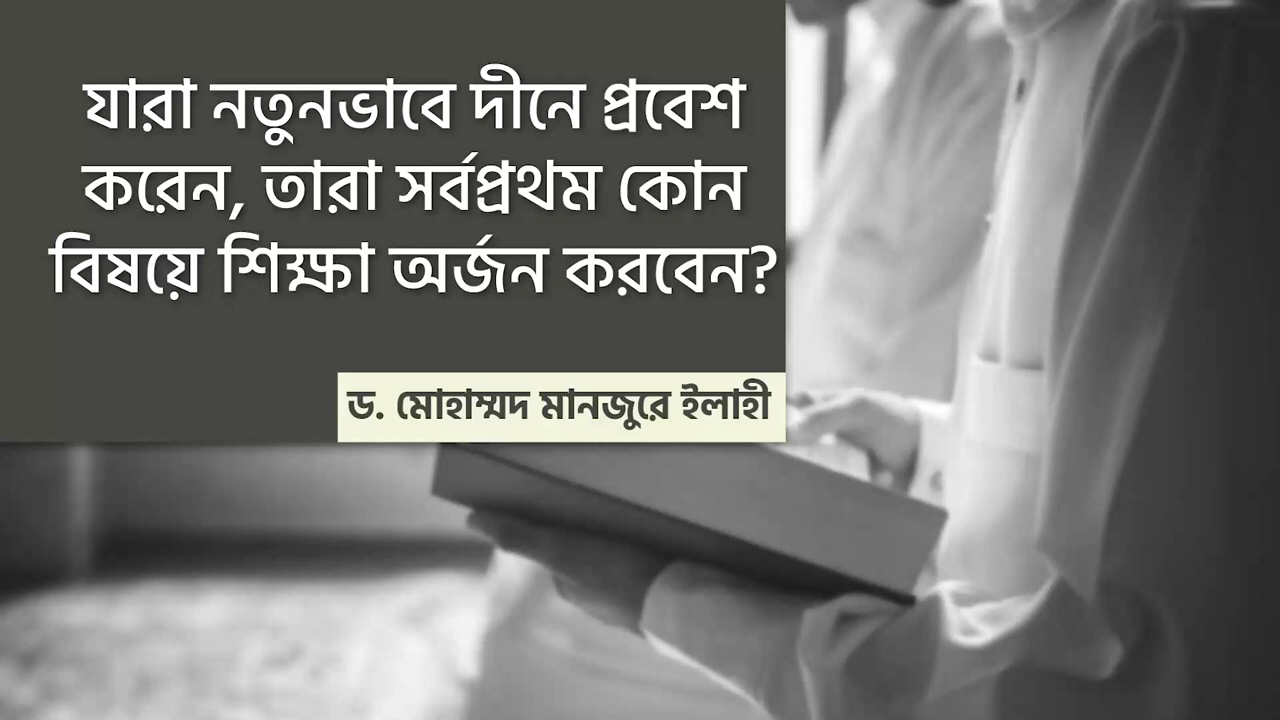 যারা নতুনভাবে দীনে প্রবেশ
করেন, তারা সর্বপ্রথম কোন
বিষয়ে শিক্ষা অর্জন করবেন?
ড. মোহাম্মদ মানজুরে ইলাহী